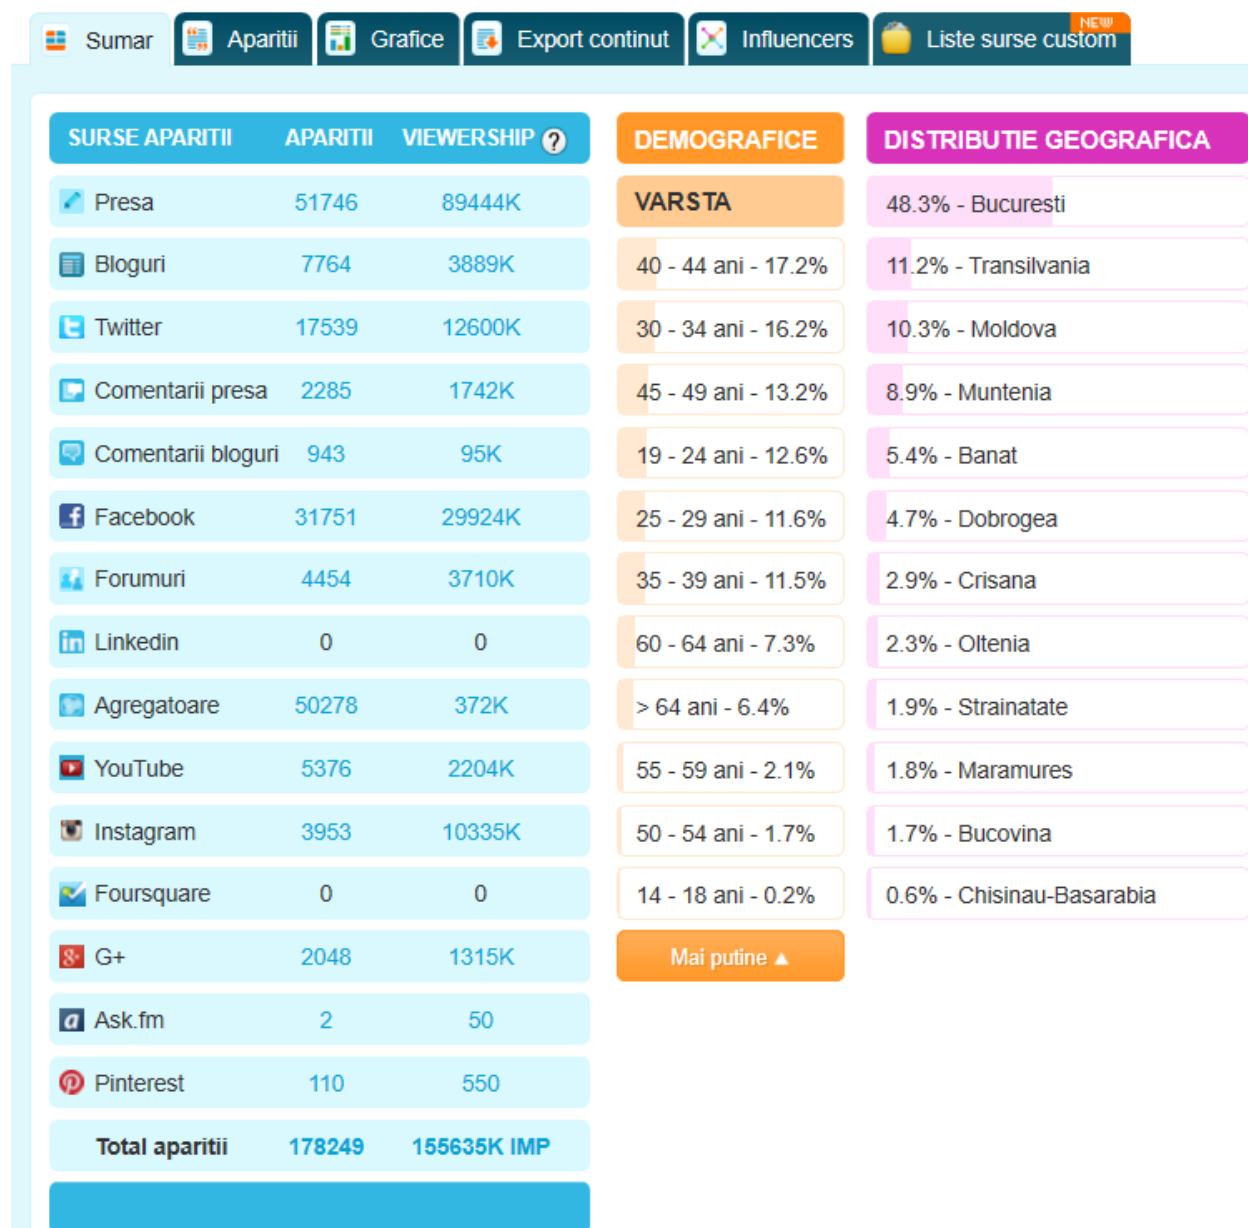 Sumar Aparitii Grafice Export continut Influencers Liste surse custom NEW
SURSE APARITII APARITII VIEWERSHIP ?
Presa 51746 89444K
Bloguri 7764 3889K
Twitter 17539 12600K
Comentarii presa 2285 1742K
Comentarii bloguri 943 95K
Facebook 31751 29924K
Forumuri 4454 3710K
Linkedin 0 0
Agregatoare 50278 372K
YouTube 5376 2204K
Instagram 3953 10335K
Foursquare 0 0
G+ 2048 1315K
Ask.fm 2 50
Pinterest 110 550
Total aparitii 178249 155635K IMP
DEMOGRAFICE
VARSTA
40 - 44 ani - 17.2%
30 - 34 ani - 16.2%
45 - 49 ani - 13.2%
19 - 24 ani - 12.6%
25 - 29 ani - 11.6%
35 - 39 ani - 11.5%
60 - 64 ani - 7.3%
> 64 ani - 6.4%
55 - 59 ani - 2.1%
50 - 54 ani - 1.7%
14 - 18 ani - 0.2%
Mai putine ▲
DISTRIBUTIE GEOGRAFICA
48.3% - Bucuresti
11.2% - Transilvania
10.3% - Moldova
8.9% - Muntenia
5.4% - Banat
4.7% - Dobrogea
2.9% - Crisana
2.3% - Oltenia
1.9% - Strainatate
1.8% - Maramures
1.7% - Bucovina
0.6% - Chisinau-Basarabia